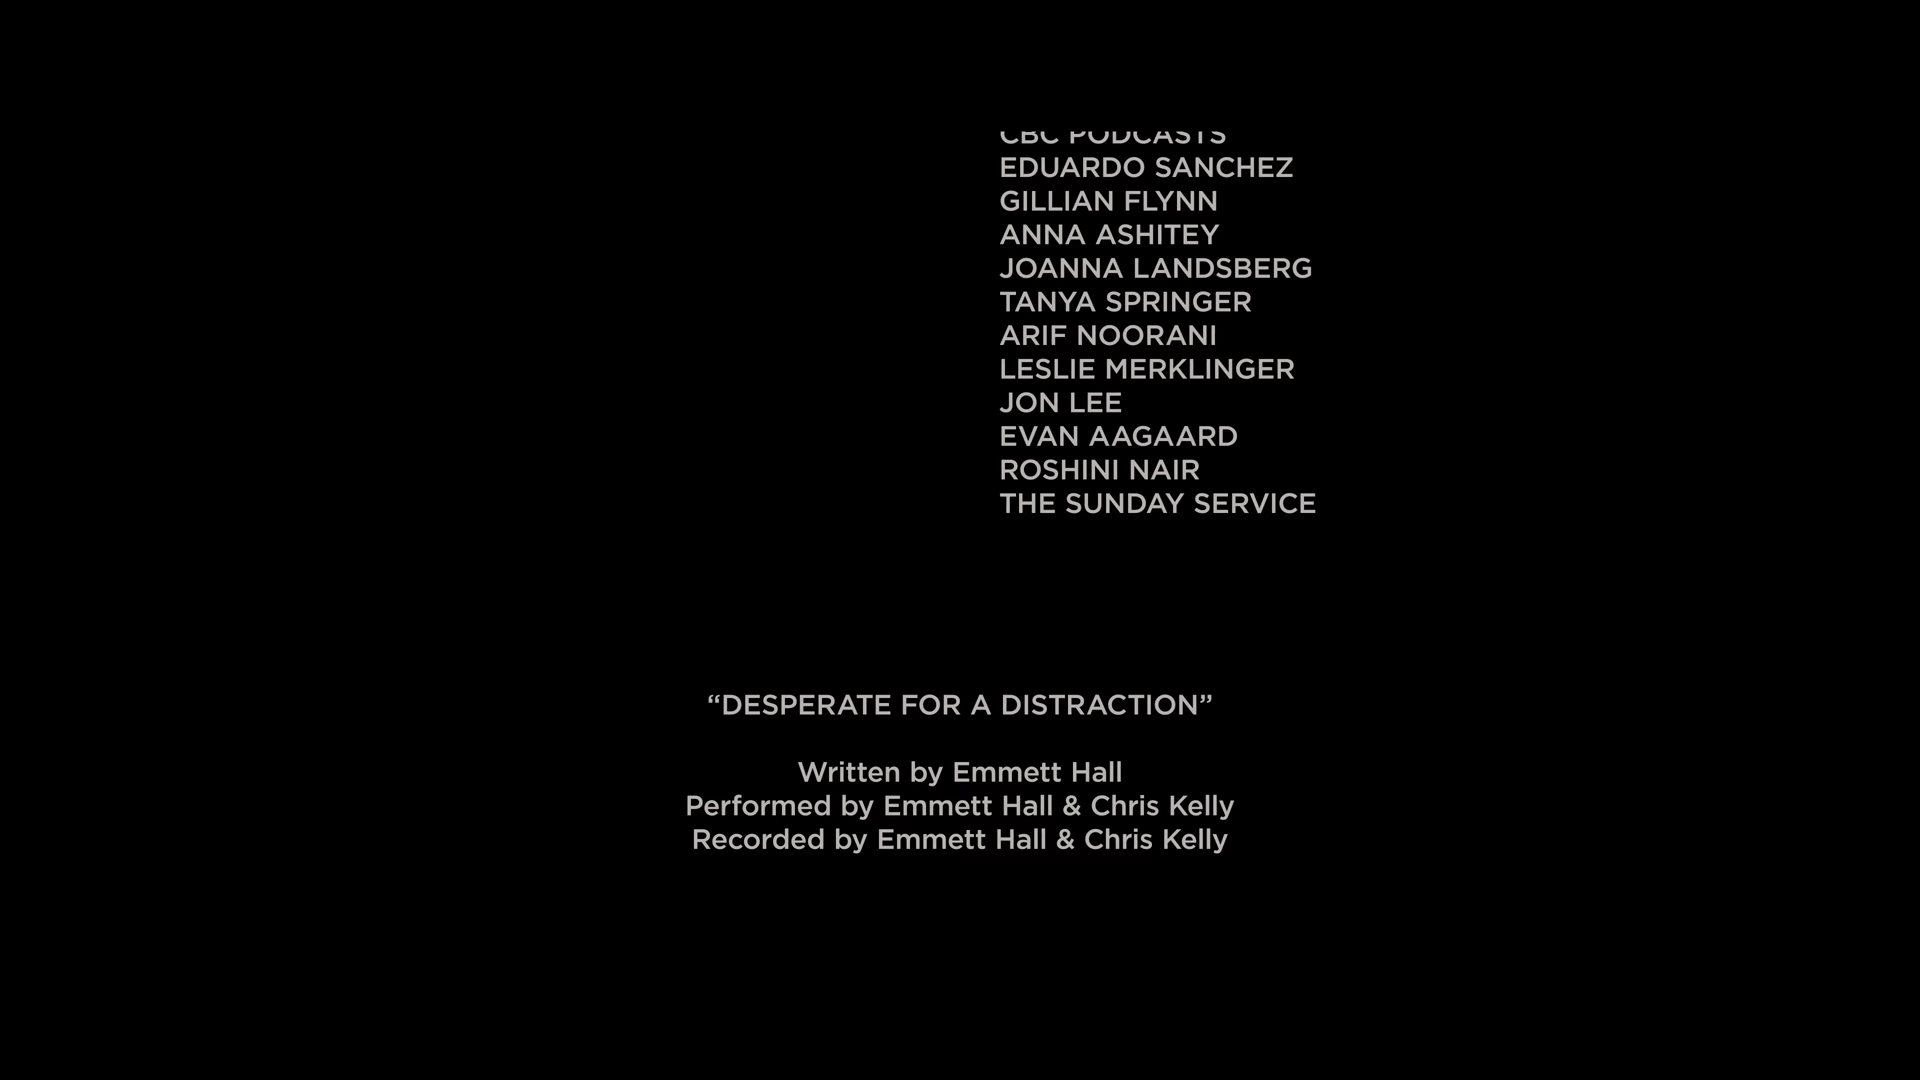 CBC PODCASTS
EDUARDO SANCHEZ
GILLIAN FLYNN
ANNA ASHITEY
JOANNA LANDSBERG
TANYA SPRINGER
ARIF NOORANI
LESLIE MERKLINGER
JON LEE
EVAN AAGAARD
ROSHINI NAIR
THE SUNDAY SERVICE
“DESPERATE FOR A DISTRACTION”
Written by Emmett Hall
Performed by Emmett Hall & Chris Kelly
Recorded by Emmett Hall & Chris Kelly